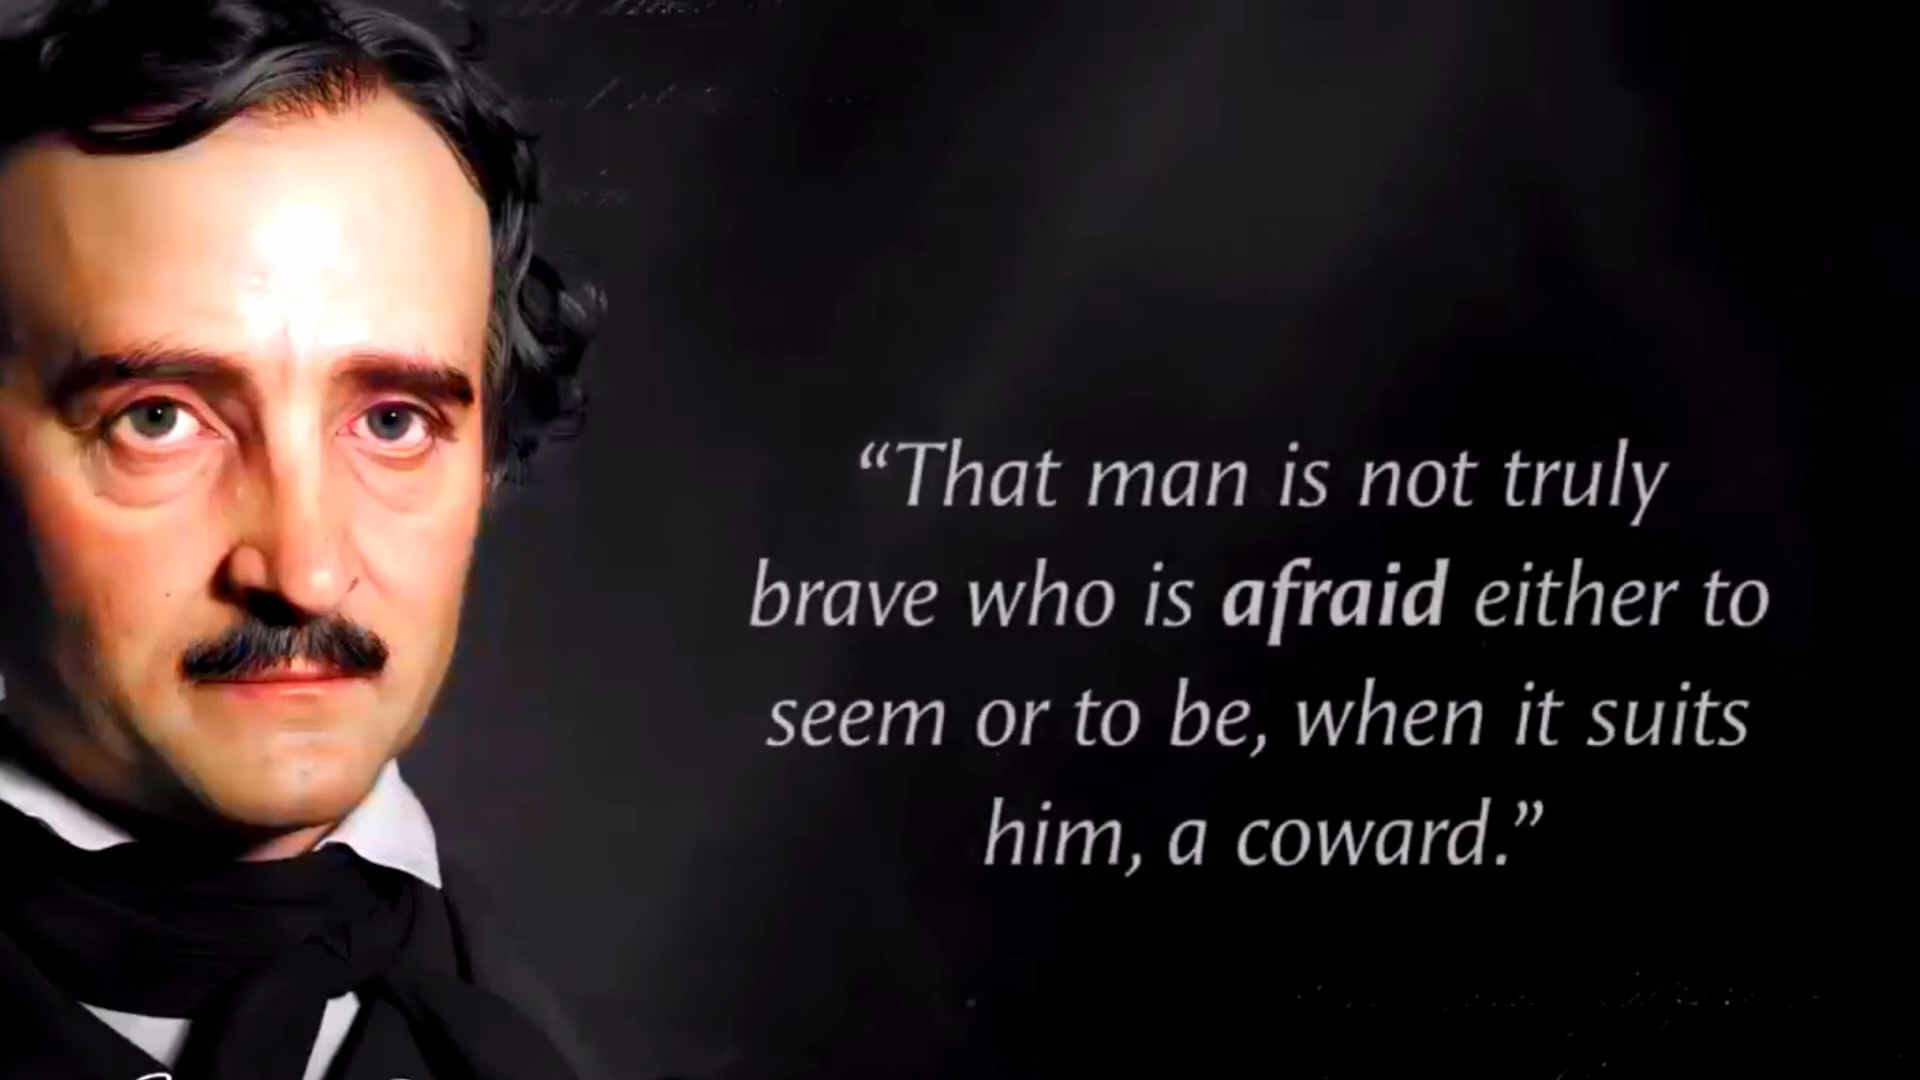 “That man is not truly
brave who is afraid either to
seem or to be, when it suits
him, a coward.”